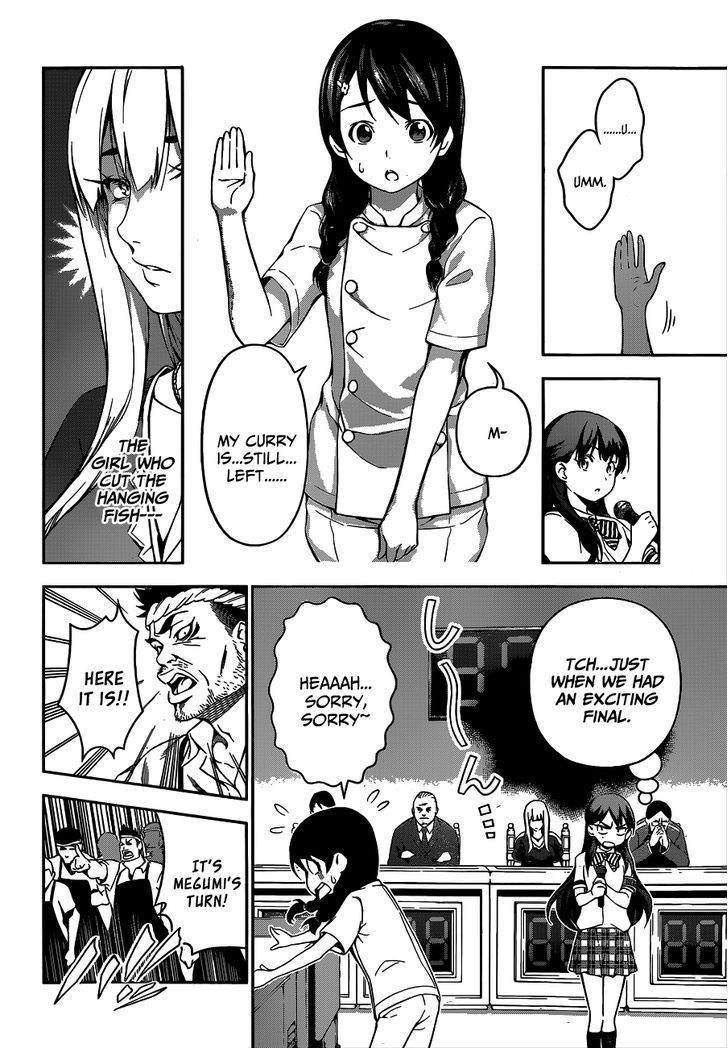 ......U...
UMM.
M-
MY CURRY
IS...STILL...
LEFT......
THE
GIRL WHO
CUT THE
HANGING
FISH---
TCH...JUST
WHEN WE HAD
AN EXCITING
FINAL.
しーーん...
HEAAAH...
SORRY,
SORRY~
HERE
IT IS!!
IT'S
MEGUMI'S
TURN!